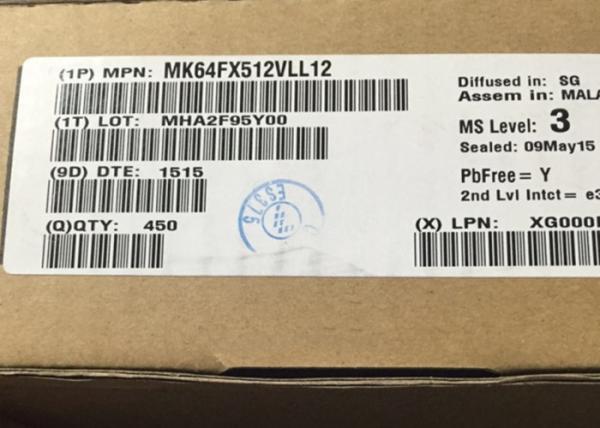 (1P) MPN: MK64FX512VLL12
(1T) LOT: MHA2F95Y00
(9D) DTE: 1515
(Q)QTY: 450
Diffused in: SG
Assem in: MALA
MS Level: 3
Sealed: 09May15
PbFree= Y
2nd Lvl Intct= e3
(X) LPN: XG000
ES375